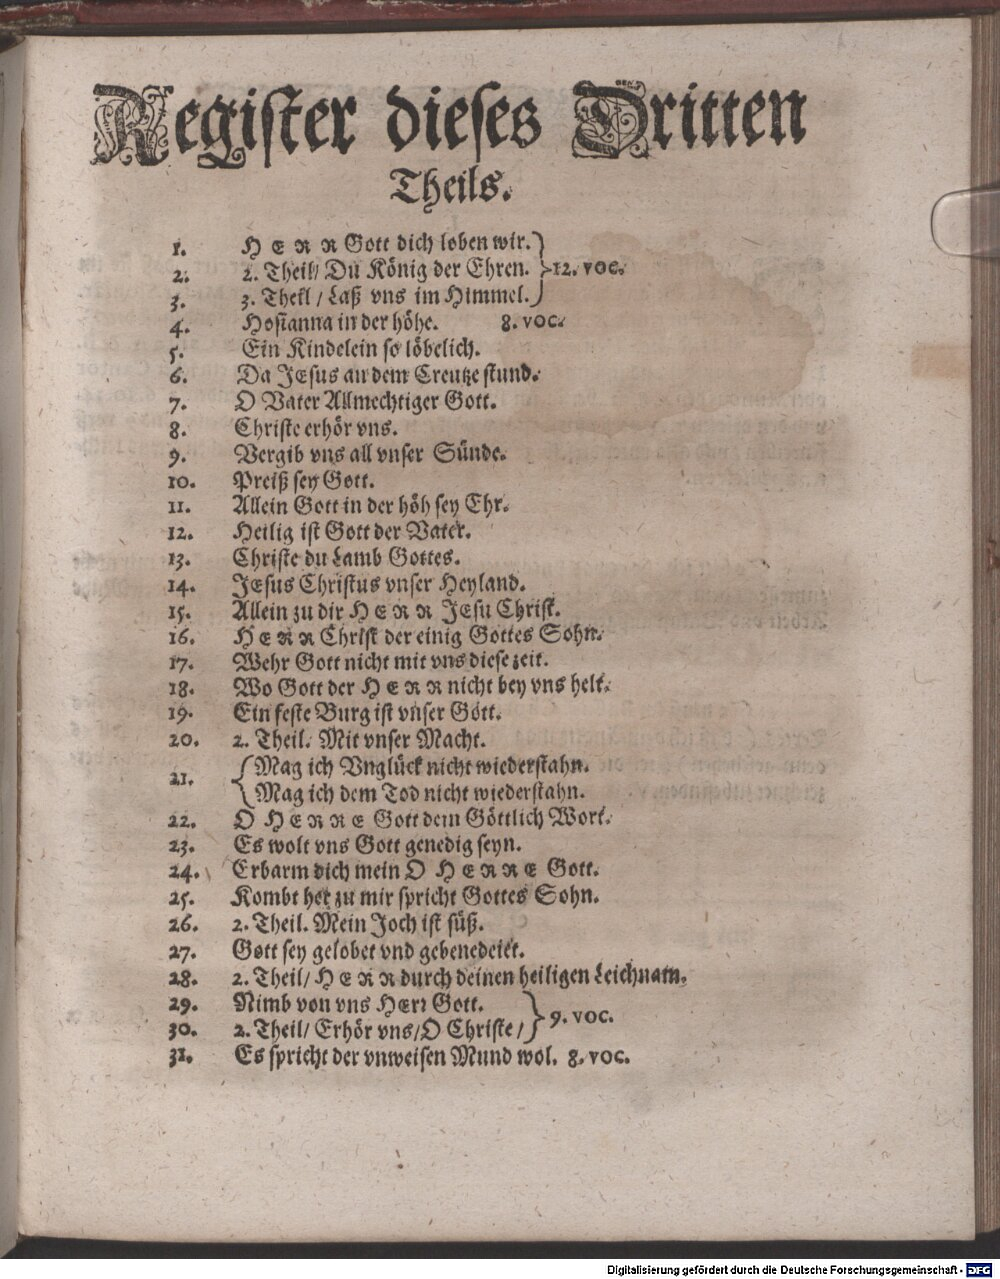 Register dieses Dritten
Theils.
1. HERR Gott dich loben wir.
2. 2. Theil/ Du König der Ehren. 12. voc.
3. 3. Theil / Laß vns im Himmel.
4. Hosianna in der höhe. 8. voc.
5. Ein Kindelein so löbelich.
6. Da JEsus an dem Creutze stund.
7. O Vater Allmechtiger Gott.
8. Christe erhör vns.
9. Vergib vns all vnser Sünde.
10. Preiß sey Gott.
11. Allein Gott in der höh sey Ehr.
12. Heilig ist Gott der Vater.
13. Christe du Lamb Gottes.
14. JEsus Christus vnser Heyland.
15. Allein zu dir HERR JEsu Christ.
16. HERR Christ der einig Gottes Sohn.
17. Wehr Gott nicht mit vns diese zeit.
18. Wo Gott der HERR nicht bey vns helt.
19. Ein feste Burg ist vnser Gott.
20. 2. Theil. Mit vnser Macht.
21. Mag ich Vnglück nicht wiederstahn.
Mag ich dem Tod nicht wiederstahn.
22. O HERRE Gott dein Göttlich Wort.
23. Es wolt vns Gott genedig seyn.
24. Erbarm dich mein O HERRE Gott.
25. Kombt her zu mir spricht Gottes Sohn.
26. 2. Theil. Mein Joch ist süß.
27. Gott sey gelobet vnd gebenedeiet.
28. 2. Theil/ HERR durch deinen heiligen Leichnam.
29. Nimb von vns HErr Gott. 9. voc.
30. 2. Theil/ Erhör vns/ O Christe/
31. Es spricht der vnweisen Mund wol. 8. voc.
Digitalisierung gefördert durch die Deutsche Forschungsgemeinschaft - DFG